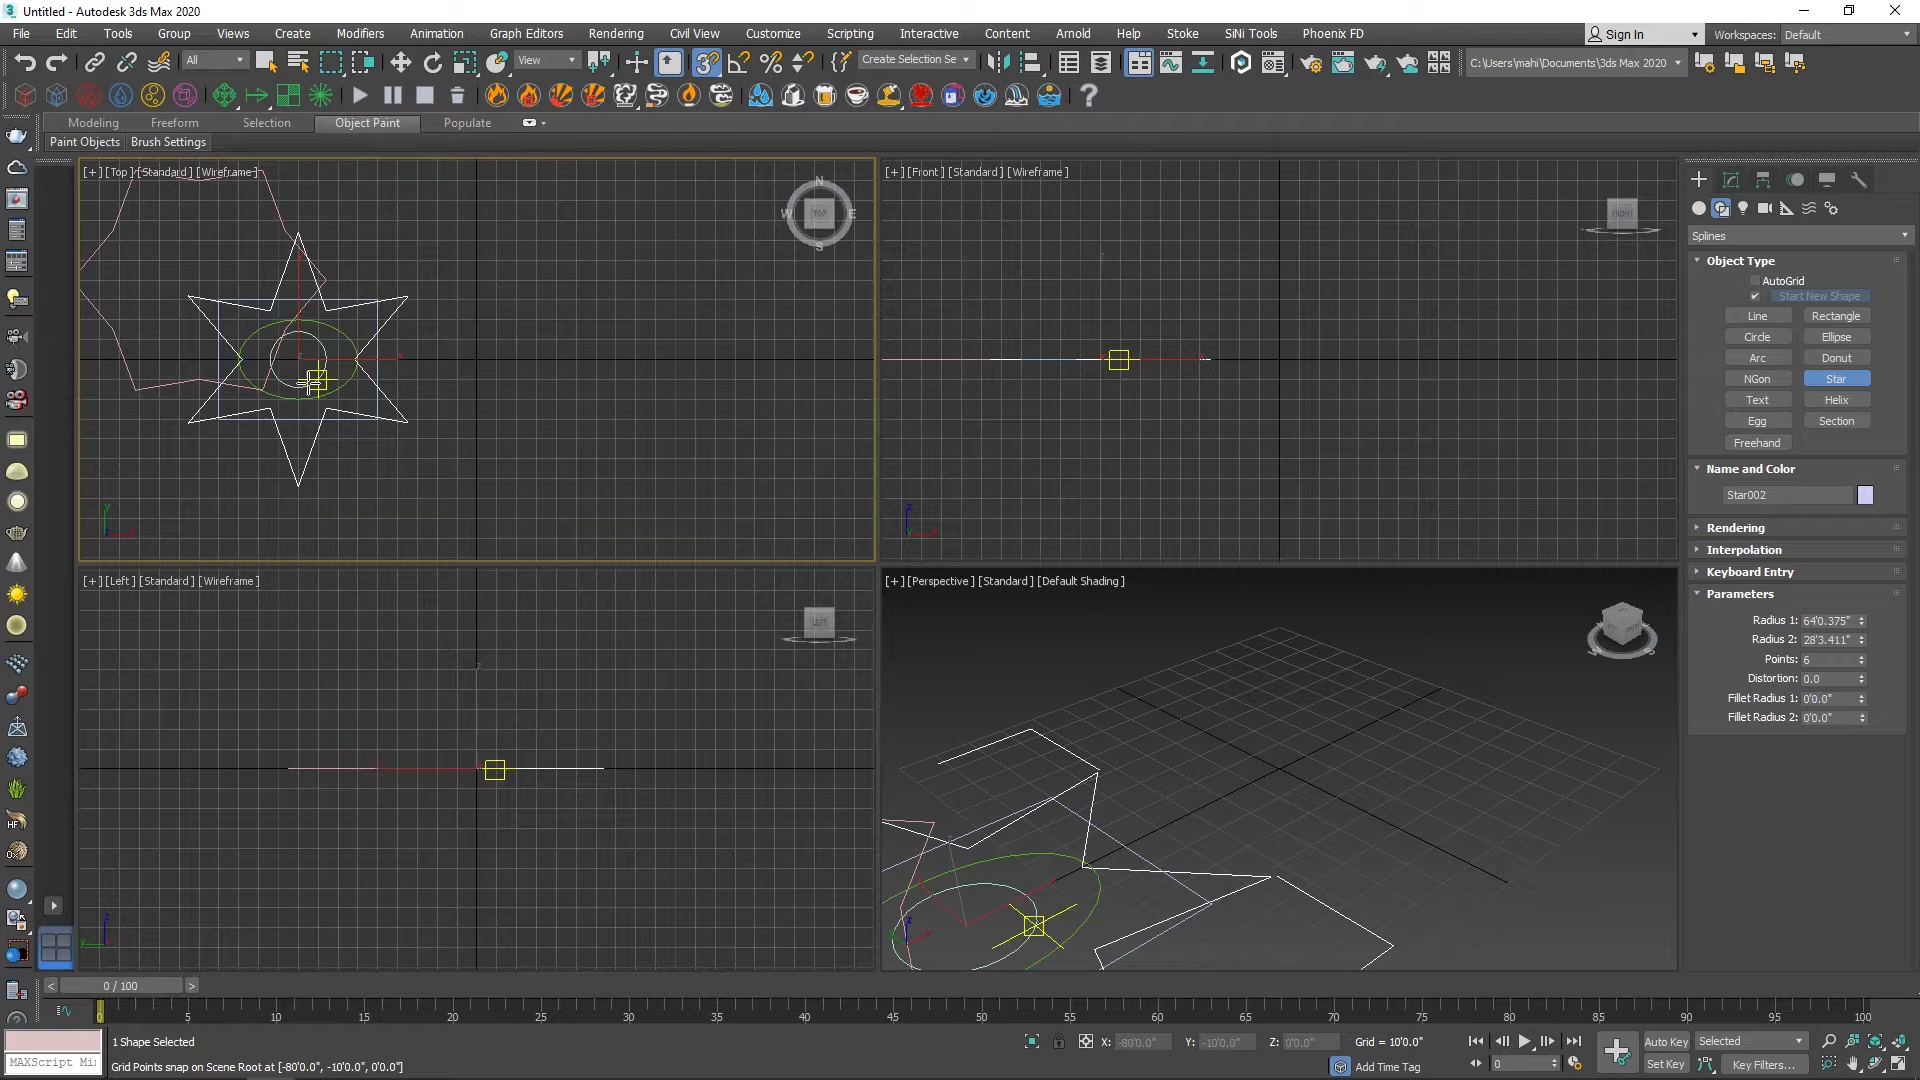 Untitled - Autodesk 3ds Max 2020
File Edit Tools Group Views Create Modifiers Animation Graph Editors Rendering Civil View Customize Scripting Interactive Content Arnold Help Stoke SiNi Tools Phoenix FD Sign In Workspaces: Default
All View Create Selection Se C:\Users\mahi\Documents\3ds Max 2020
Modeling Freeform Selection Object Paint Populate
Paint Objects Brush Settings
[+] [Top] [Standard] [Wireframe]
N
W TOP E
S
[+] [Front] [Standard] [Wireframe]
FRONT
[+] [Left] [Standard] [Wireframe]
LEFT
[+] [Perspective] [Standard] [Default Shading]
Splines
Object Type
AutoGrid
Start New Shape
Line Rectangle
Circle Ellipse
Arc Donut
NGon Star
Text Helix
Egg Section
Freehand
Name and Color
Star002
Rendering
Interpolation
Keyboard Entry
Parameters
Radius 1: 64'0.375"
Radius 2: 28'3.411"
Points: 6
Distortion: 0.0
Fillet Radius 1: 0'0.0"
Fillet Radius 2: 0'0.0"
< 0 / 100 >
0 5 10 15 20 25 30 35 40 45 50 55 60 65 70 75 80 85 90 95 100
1 Shape Selected X: -80'0.0" Y: -10'0.0" Z: 0'0.0" Grid = 10'0.0" Auto Key Selected
MAXScript Mi Grid Points snap on Scene Root at [-80'0.0", -10'0.0", 0'0.0"] Add Time Tag 0 Set Key Key Filters...